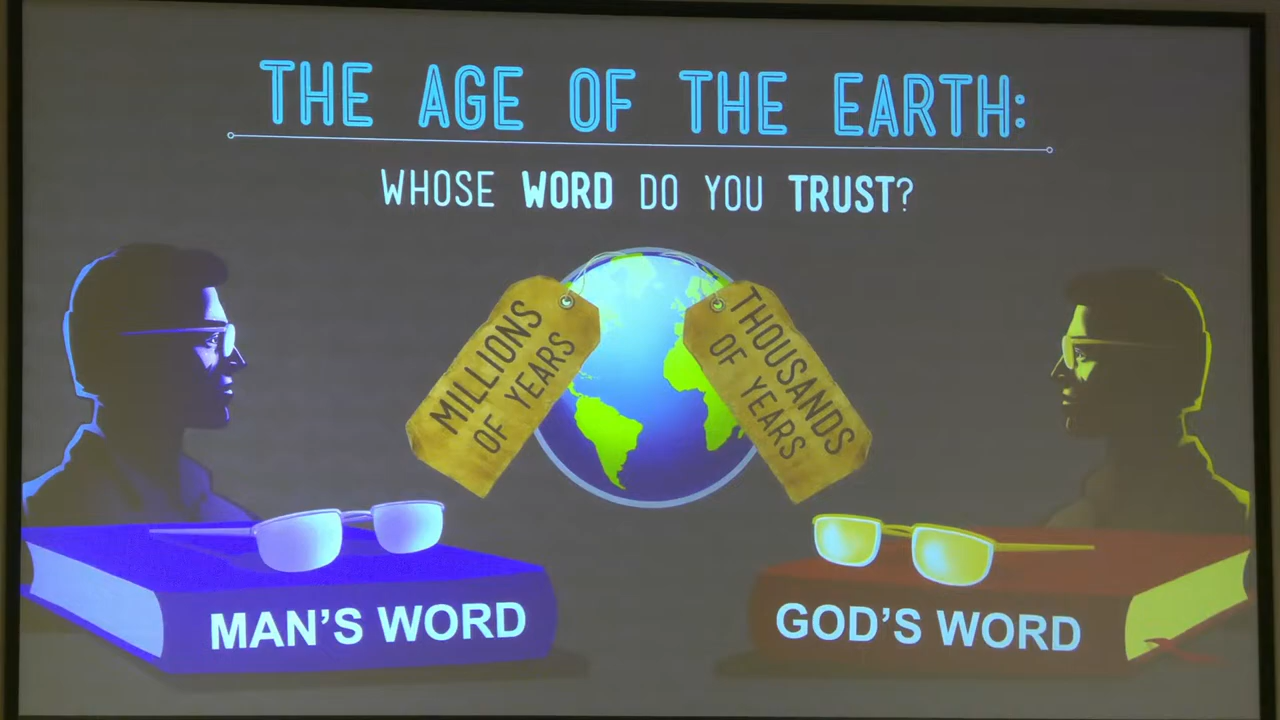 THE AGE OF THE EARTH:
WHOSE WORD DO YOU TRUST?
MILLIONS
OF YEARS
THOUSANDS
OF YEARS
MAN'S WORD
GOD'S WORD